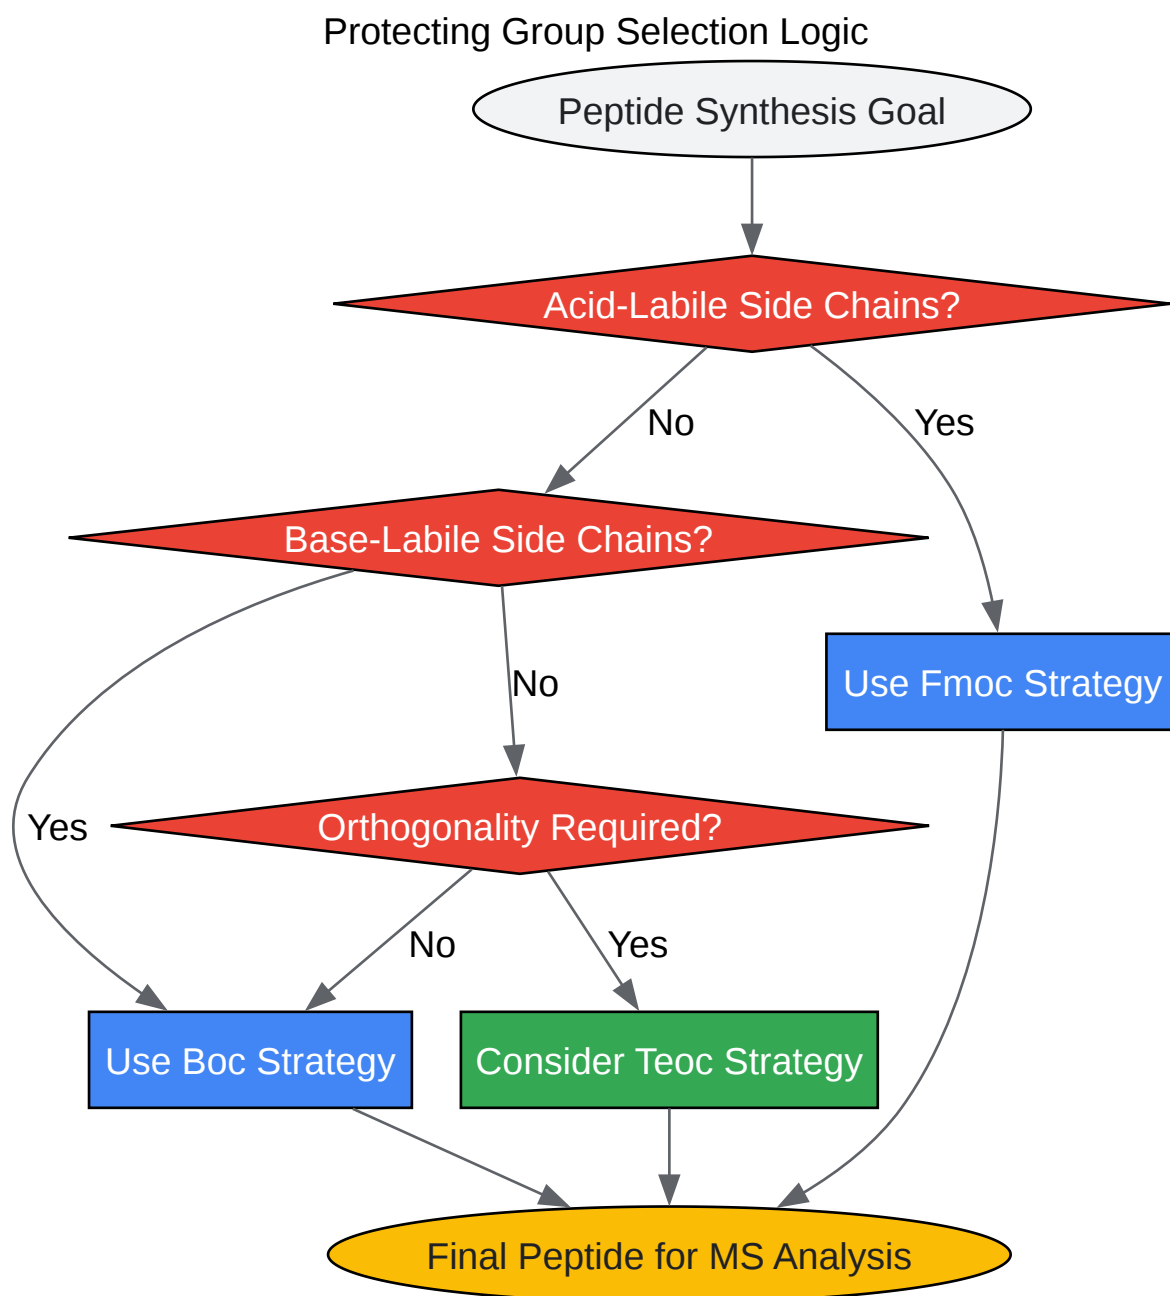 Protecting Group Selection Logic
Peptide Synthesis Goal
Acid-Labile Side Chains?
No
Yes
Base-Labile Side Chains?
No
Use Fmoc Strategy
Yes
Orthogonality Required?
No
Yes
Use Boc Strategy
Consider Teoc Strategy
Final Peptide for MS Analysis